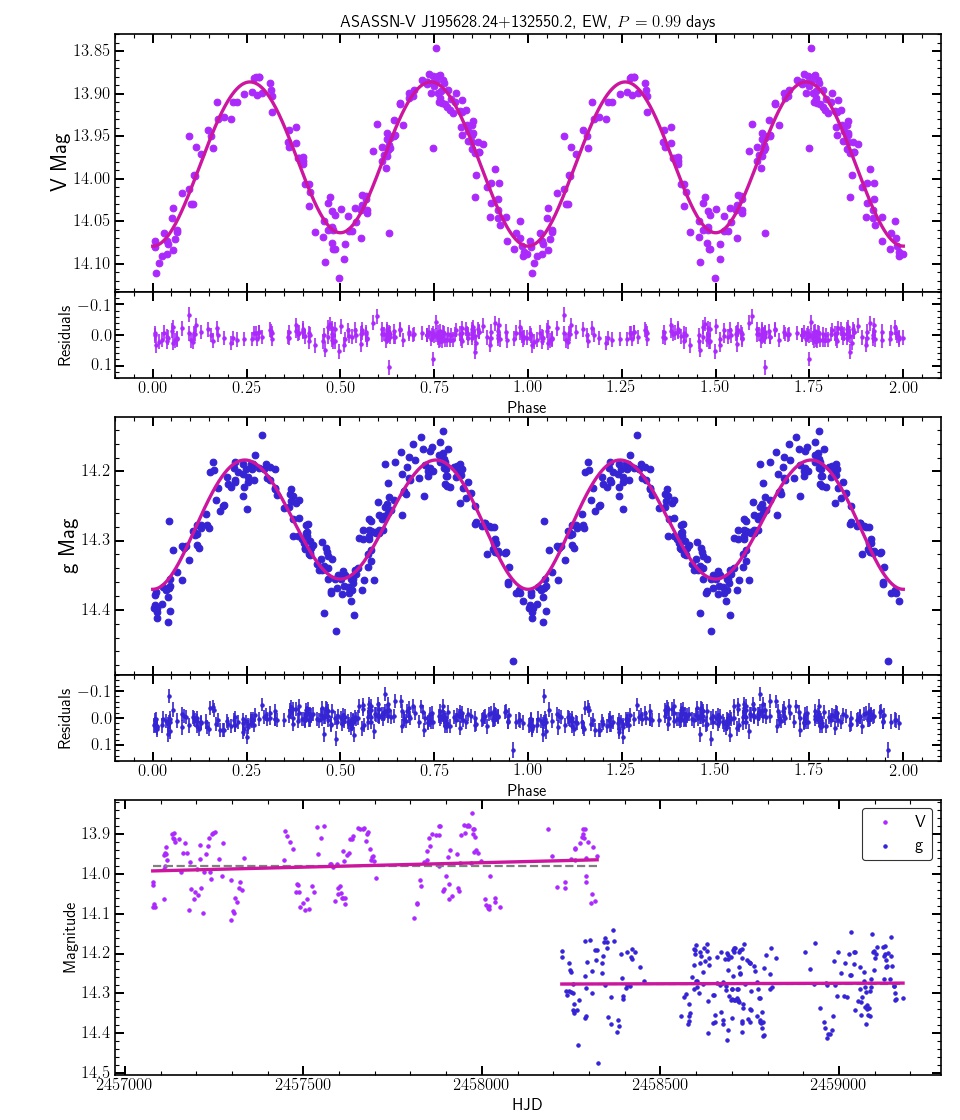 ASASSN-V J195628.24+132550.2, EW, P = 0.99 days
13.85
13.90
13.95
14.00
14.05
14.10
V Mag
−0.1
0.0
0.1
Residuals
0.00 0.25 0.50 0.75 1.00 1.25 1.50 1.75 2.00
Phase
14.2
14.3
14.4
g Mag
−0.1
0.0
0.1
Residuals
0.00 0.25 0.50 0.75 1.00 1.25 1.50 1.75 2.00
Phase
V
g
13.9
14.0
14.1
14.2
14.3
14.4
14.5
Magnitude
2457000 2457500 2458000 2458500 2459000
HJD